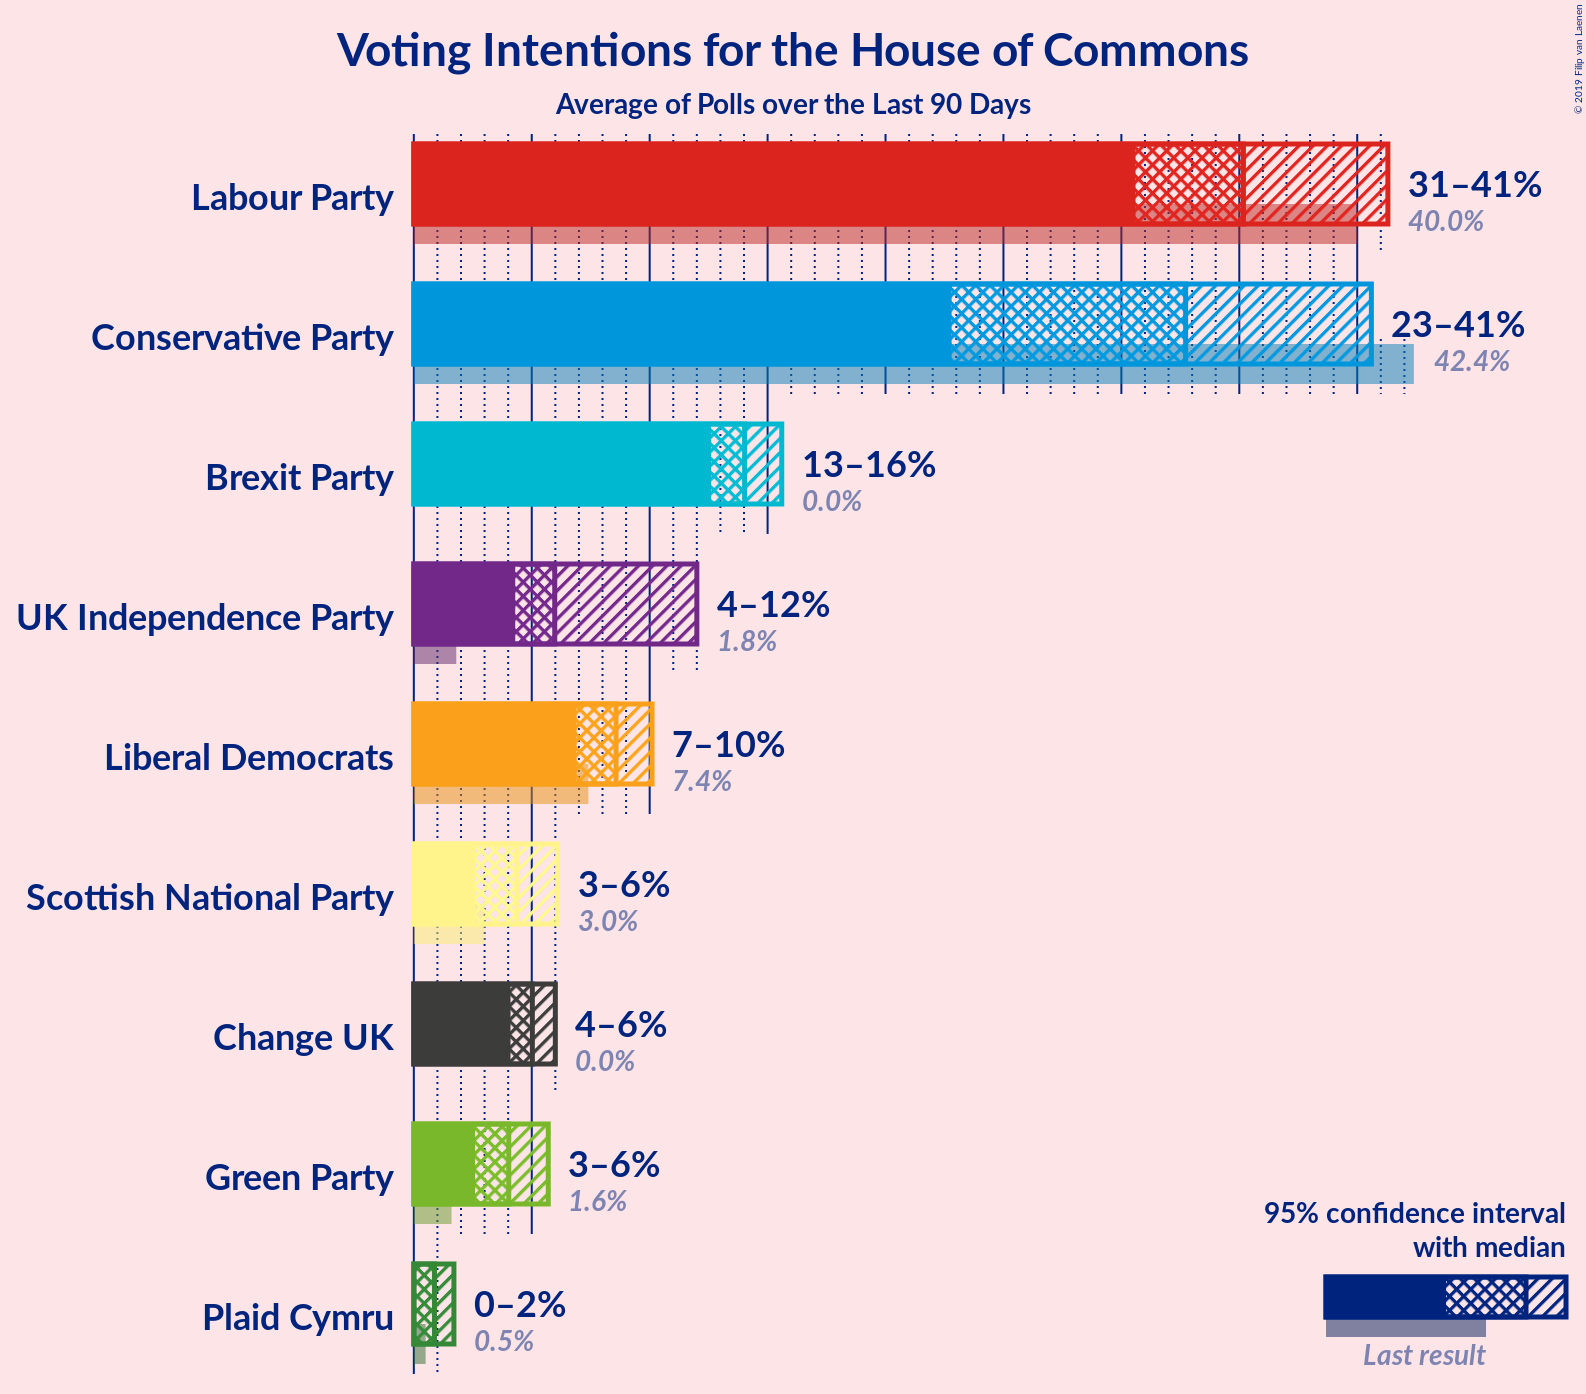 Voting Intentions for the House of Commons
Average of Polls over the Last 90 Days
© 2019 Filip van Laenen
Labour Party
31–41%
40.0%
Conservative Party
23–41%
42.4%
Brexit Party
13–16%
0.0%
UK Independence Party
4–12%
1.8%
Liberal Democrats
7–10%
7.4%
Scottish National Party
3–6%
3.0%
Change UK
4–6%
0.0%
Green Party
3–6%
1.6%
Plaid Cymru
0–2%
0.5%
95% confidence interval
with median
Last result